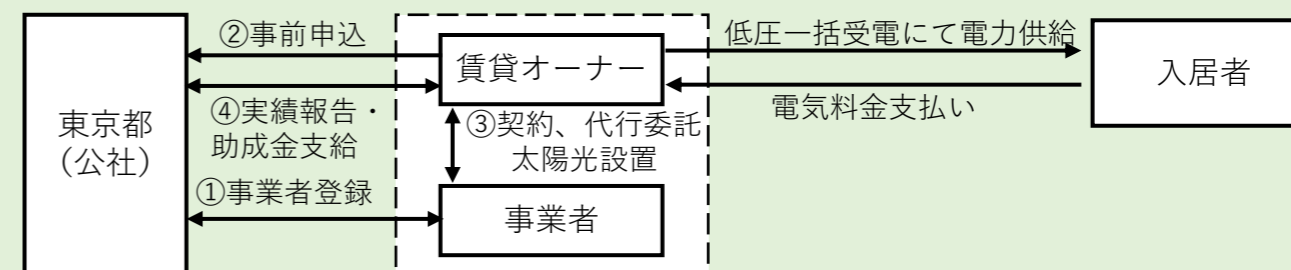 ②事前申込
賃貸オーナー
低圧一括受電にて電力供給
入居者
電気料金支払い
東京都
（公社）
④実績報告・
助成金支給
③契約、代行委託
太陽光設置
①事業者登録
事業者